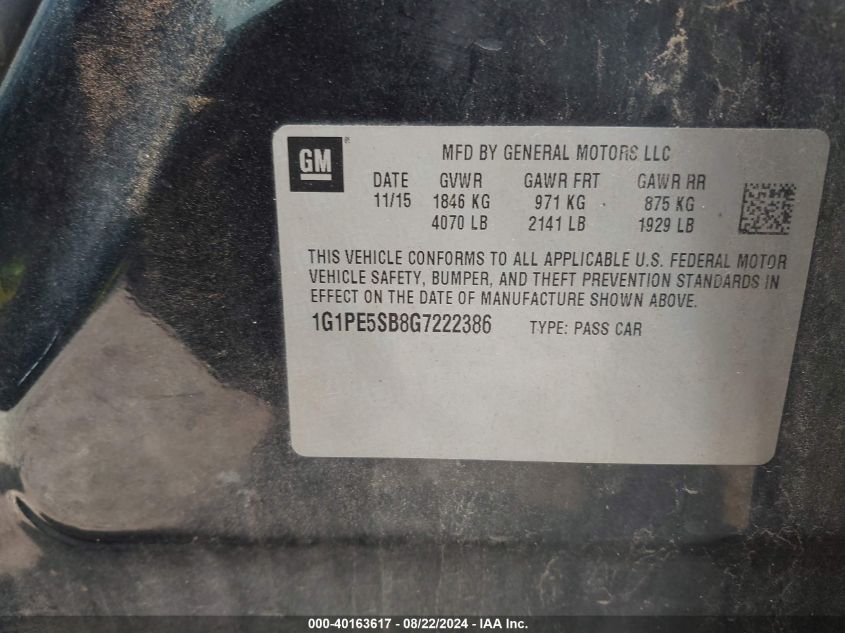 GM ® MFD BY GENERAL MOTORS LLC
DATE GVWR GAWR FRT GAWR RR
11/15 1846 KG 971 KG 875 KG
4070 LB 2141 LB 1929 LB
THIS VEHICLE CONFORMS TO ALL APPLICABLE U.S. FEDERAL MOTOR
VEHICLE SAFETY, BUMPER, AND THEFT PREVENTION STANDARDS IN
EFFECT ON THE DATE OF MANUFACTURE SHOWN ABOVE.
1G1PE5SB8G7222386 TYPE: PASS CAR
000-40163617 - 08/22/2024 - IAA Inc.